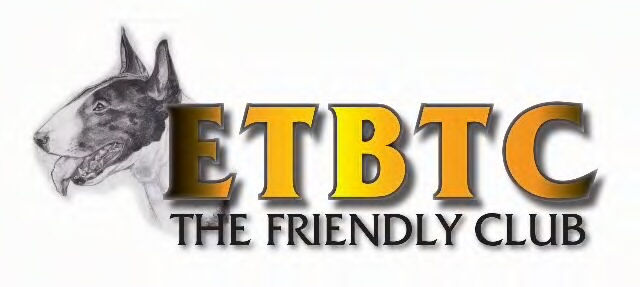 ETBTC
THE FRIENDLY CLUB